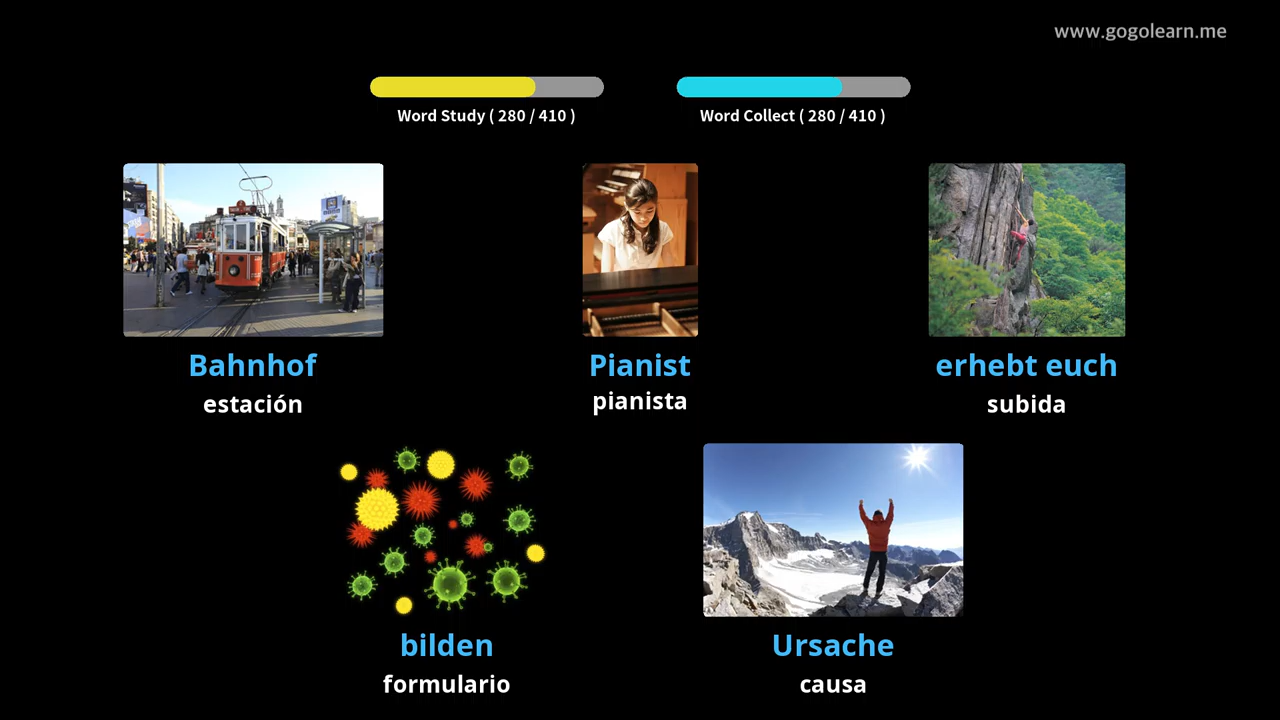 www.gogolearn.me
Word Study ( 280 / 410 )
Word Collect ( 280 / 410 )
Bahnhof
estación
Pianist
pianista
erhebt euch
subida
bilden
formulario
Ursache
causa